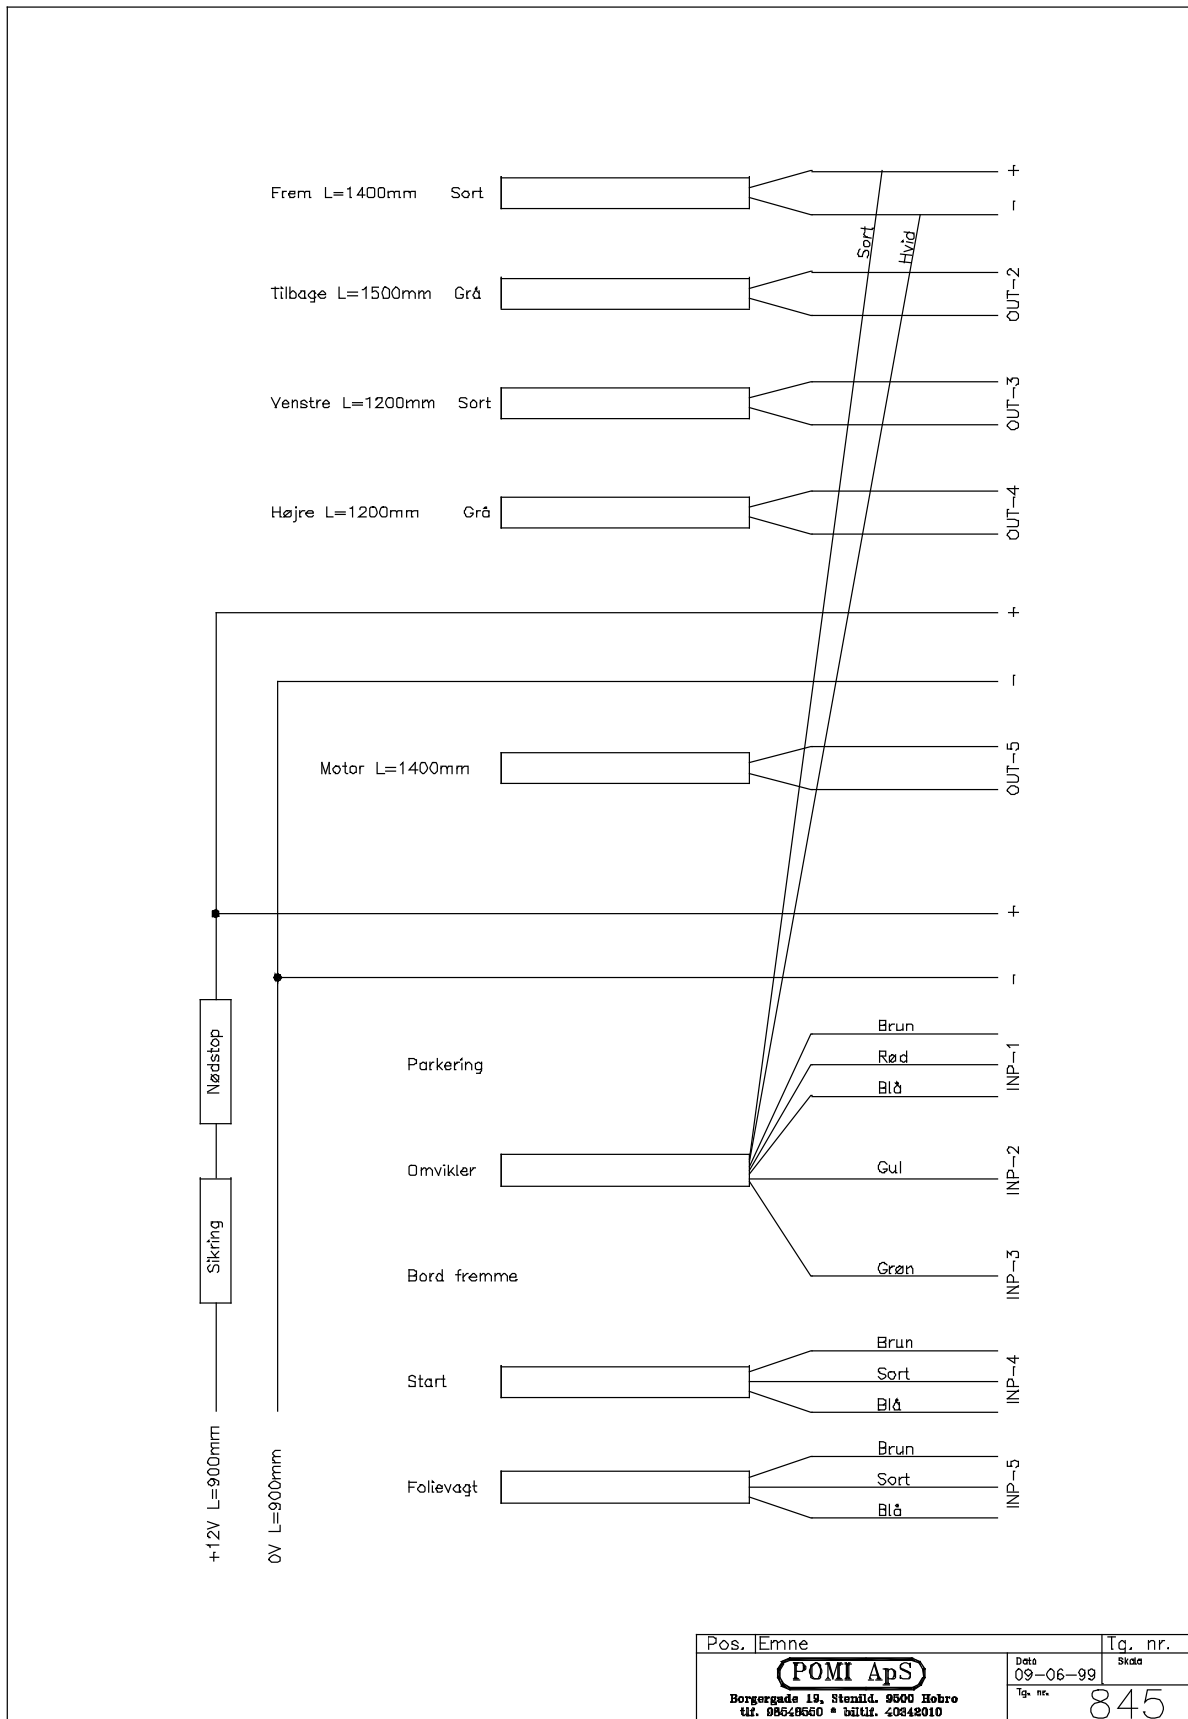 Frem L=1400mm Sort
+
-
Sort
Hvid
Tilbage L=1500mm Grå
OUT-2
Venstre L=1200mm Sort
OUT-3
Højre L=1200mm Grå
OUT-4
+
-
Motor L=1400mm
OUT-5
+
-
Nødstop
Parkering
Brun
Rød
Blå
INP-1
Omvikler
Gul
INP-2
Sikring
Bord fremme
Grøn
INP-3
Start
Brun
Sort
Blå
INP-4
Folievagt
Brun
Sort
Blå
INP-5
+12V L=900mm
0V L=900mm
Pos. Emne Tg. nr.
POMI ApS
Dato
09-06-99
Skala
Borgergade 19, Stenild. 9500 Hobro
tlf. 98548550 * biltlf. 40342010
Tg. nr.
845